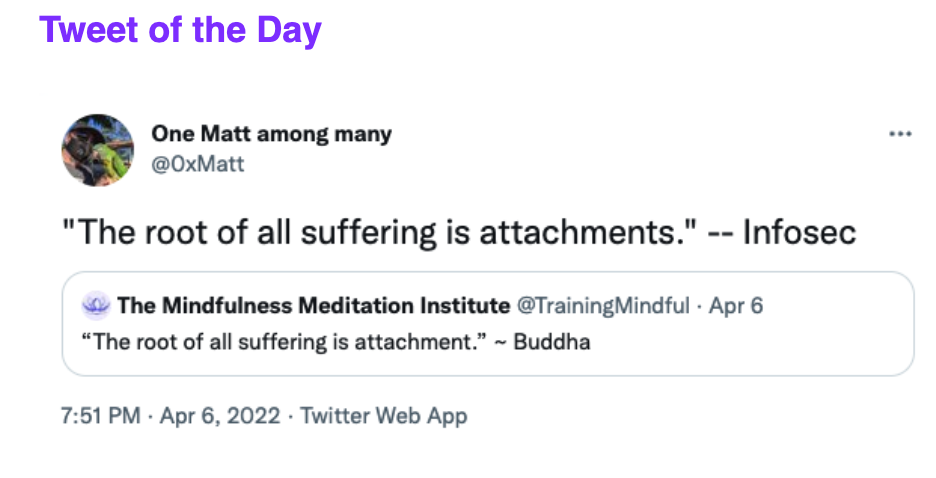 Tweet of the Day
One Matt among many
@0xMatt
"The root of all suffering is attachments." -- Infosec
The Mindfulness Meditation Institute @TrainingMindful · Apr 6
“The root of all suffering is attachment.” ~ Buddha
7:51 PM · Apr 6, 2022 · Twitter Web App